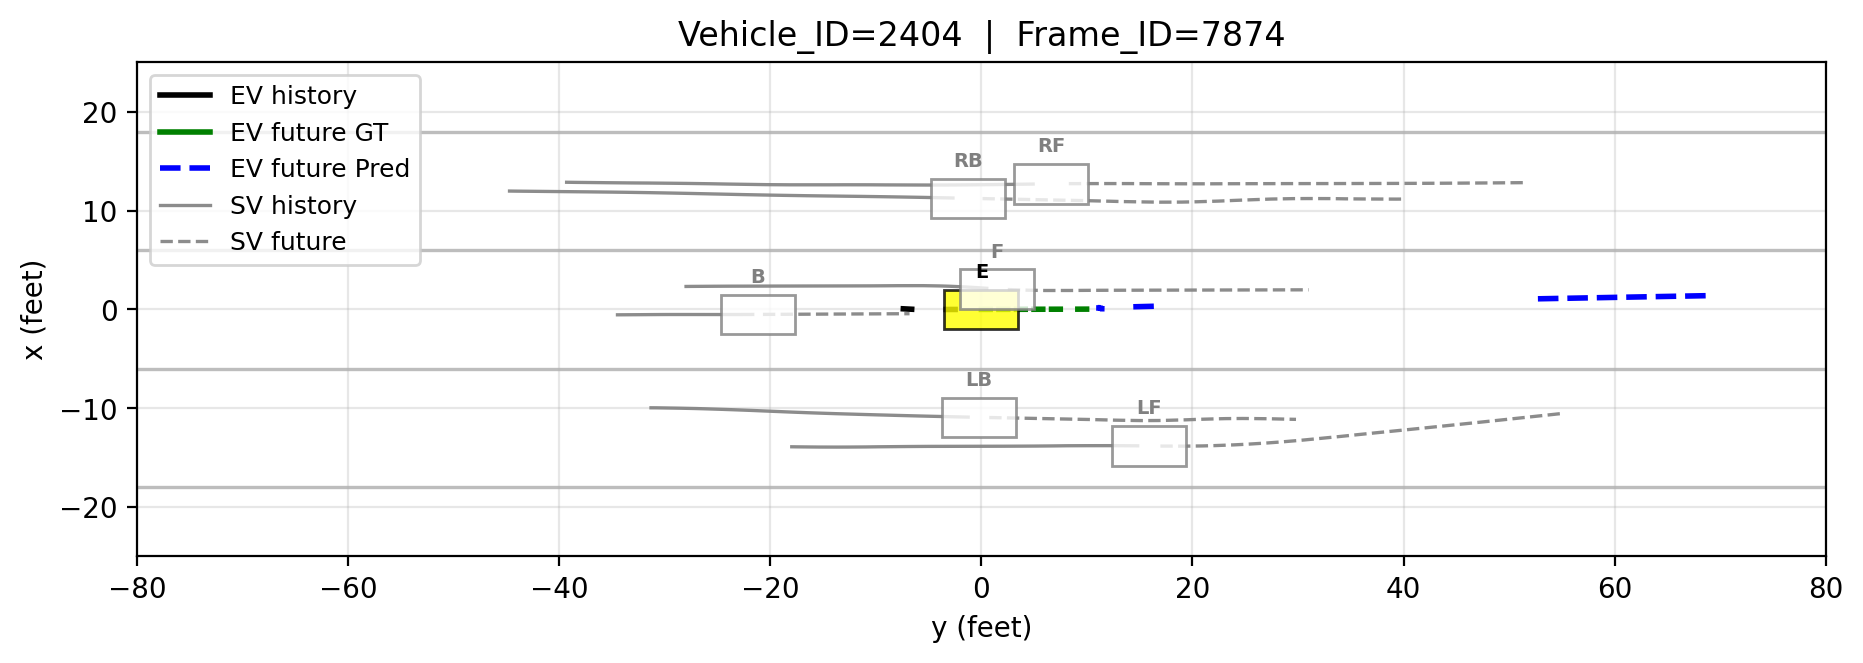 Vehicle_ID=2404 | Frame_ID=7874
EV history
EV future GT
EV future Pred
SV history
SV future
RB
RF
F
E
B
LB
LF
20
10
0
−10
−20
x (feet)
−80
−60
−40
−20
0
20
40
60
80
y (feet)